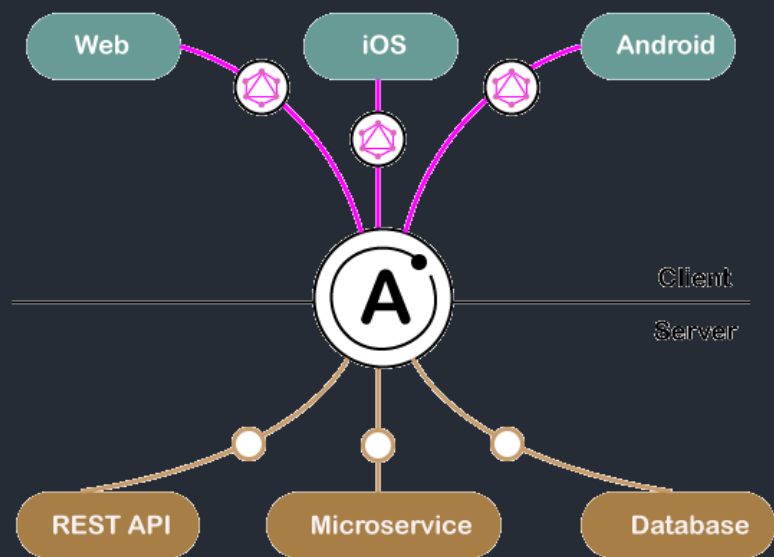 Web
iOS
Android
A
Client
Server
REST API
Microservice
Database